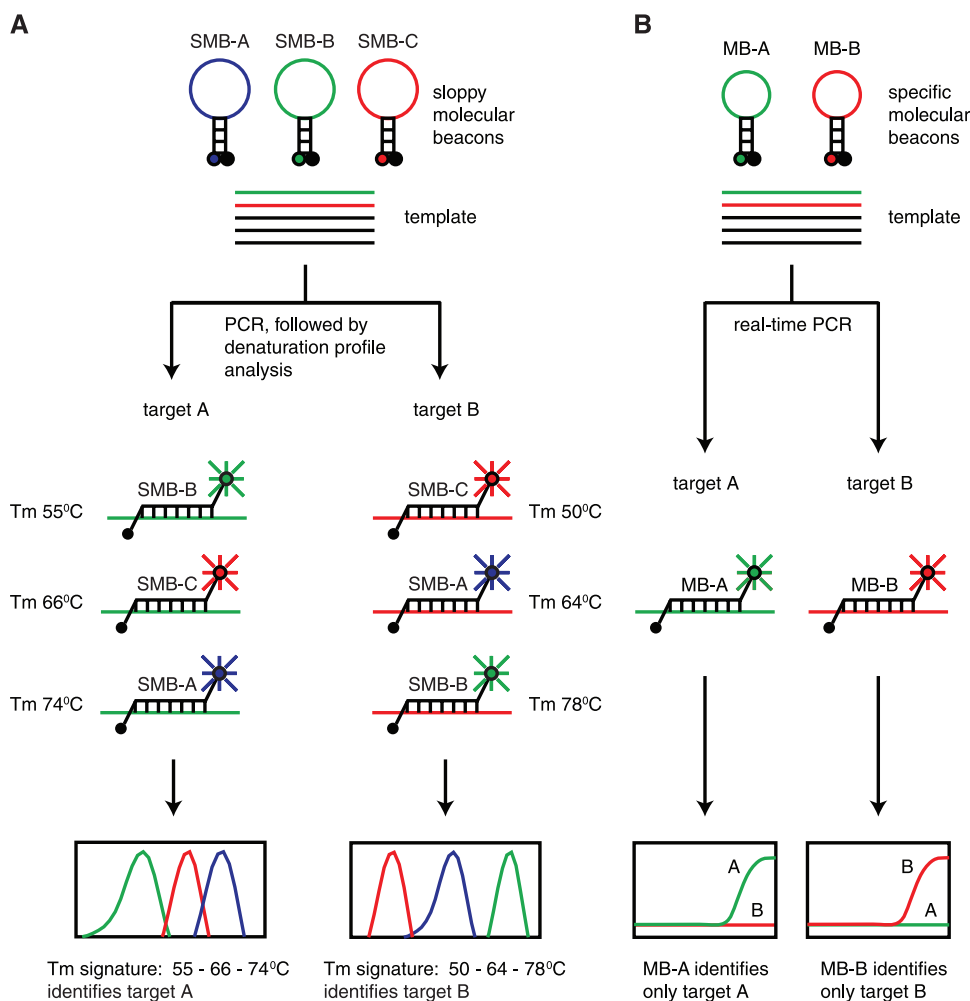 A
SMB-A SMB-B SMB-C
sloppy
molecular
beacons
template
PCR, followed by
denaturation profile
analysis
target A
target B
SMB-B
Tm 55⁰C
SMB-C
Tm 66⁰C
SMB-A
Tm 74⁰C
SMB-C
Tm 50⁰C
SMB-A
Tm 64⁰C
SMB-B
Tm 78⁰C
Tm signature: 55 - 66 - 74⁰C
identifies target A
Tm signature: 50 - 64 - 78⁰C
identifies target B
B
MB-A MB-B
specific
molecular
beacons
template
real-time PCR
target A
target B
MB-A
MB-B
A
B
B
A
MB-A identifies
only target A
MB-B identifies
only target B